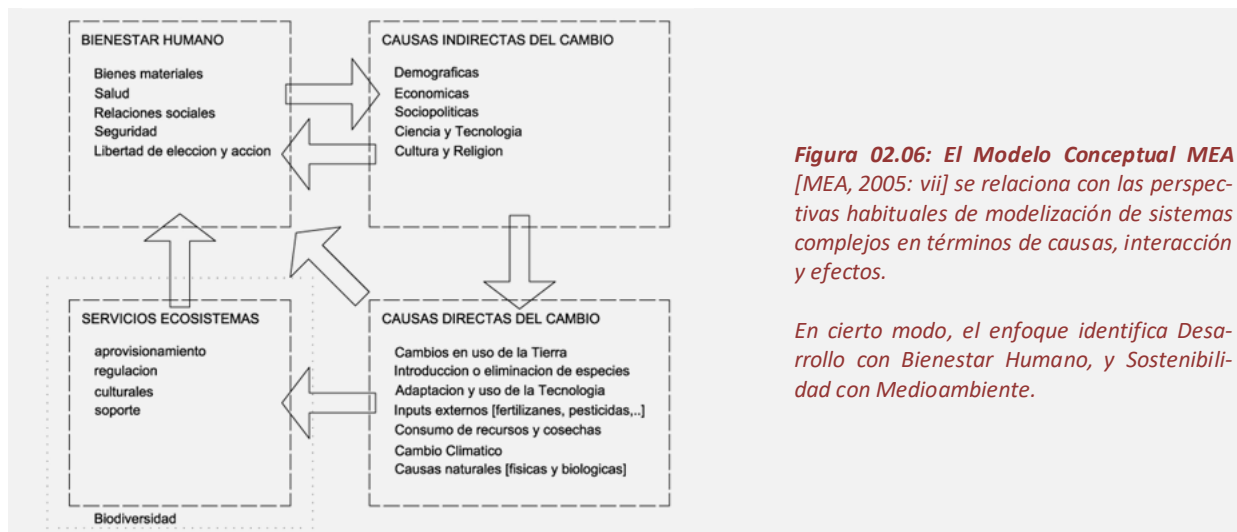 BIENESTAR HUMANO
Bienes materiales
Salud
Relaciones sociales
Seguridad
Libertad de eleccion y accion
CAUSAS INDIRECTAS DEL CAMBIO
Demograficas
Economicas
Sociopoliticas
Ciencia y Tecnologia
Cultura y Religion
SERVICIOS ECOSISTEMAS
aprovisionamiento
regulacion
culturales
soporte
Biodiversidad
CAUSAS DIRECTAS DEL CAMBIO
Cambios en uso de la Tierra
Introduccion o eliminacion de especies
Adaptacion y uso de la Tecnologia
Inputs externos [fertilizanes, pesticidas,..]
Consumo de recursos y cosechas
Cambio Climatico
Causas naturales [fisicas y biologicas]
Figura 02.06: El Modelo Conceptual MEA
[MEA, 2005: vii] se relaciona con las perspec-
tivas habituales de modelización de sistemas
complejos en términos de causas, interacción
y efectos.
En cierto modo, el enfoque identifica Desa-
rrollo con Bienestar Humano, y Sostenibili-
dad con Medioambiente.